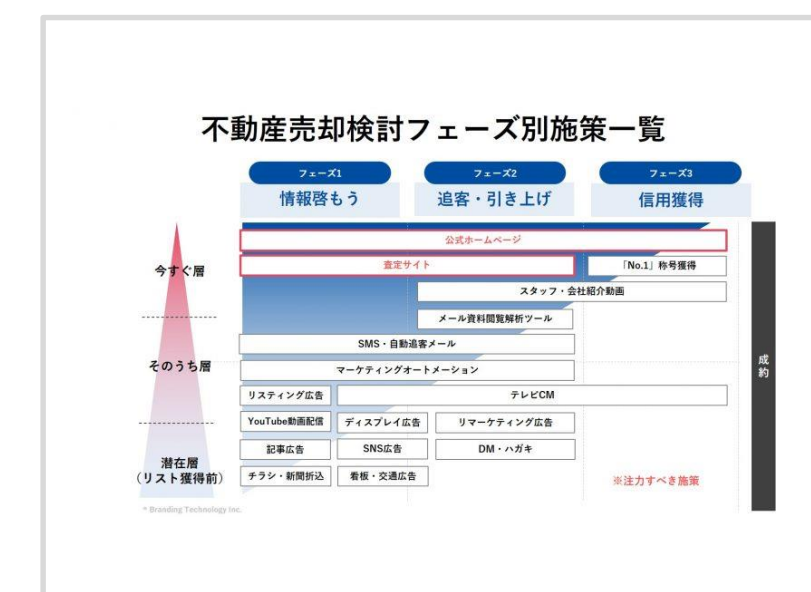 不動産売却検討フェーズ別施策一覧
フェーズ1
フェーズ2
フェーズ3
情報啓もう
追客・引き上げ
信用獲得
公式ホームページ
今すぐ層
査定サイト
「No.1」称号獲得
スタッフ・会社紹介動画
メール資料閲覧解析ツール
SMS・自動追客メール
そのうち層
マーケティングオートメーション
成約
リスティング広告
テレビCM
YouTube動画配信
ディスプレイ広告
リマーケティング広告
潜在層
(リスト獲得前)
記事広告
SNS広告
DM・ハガキ
チラシ・新聞折込
看板・交通広告
※注力すべき施策
* Branding Technology Inc.